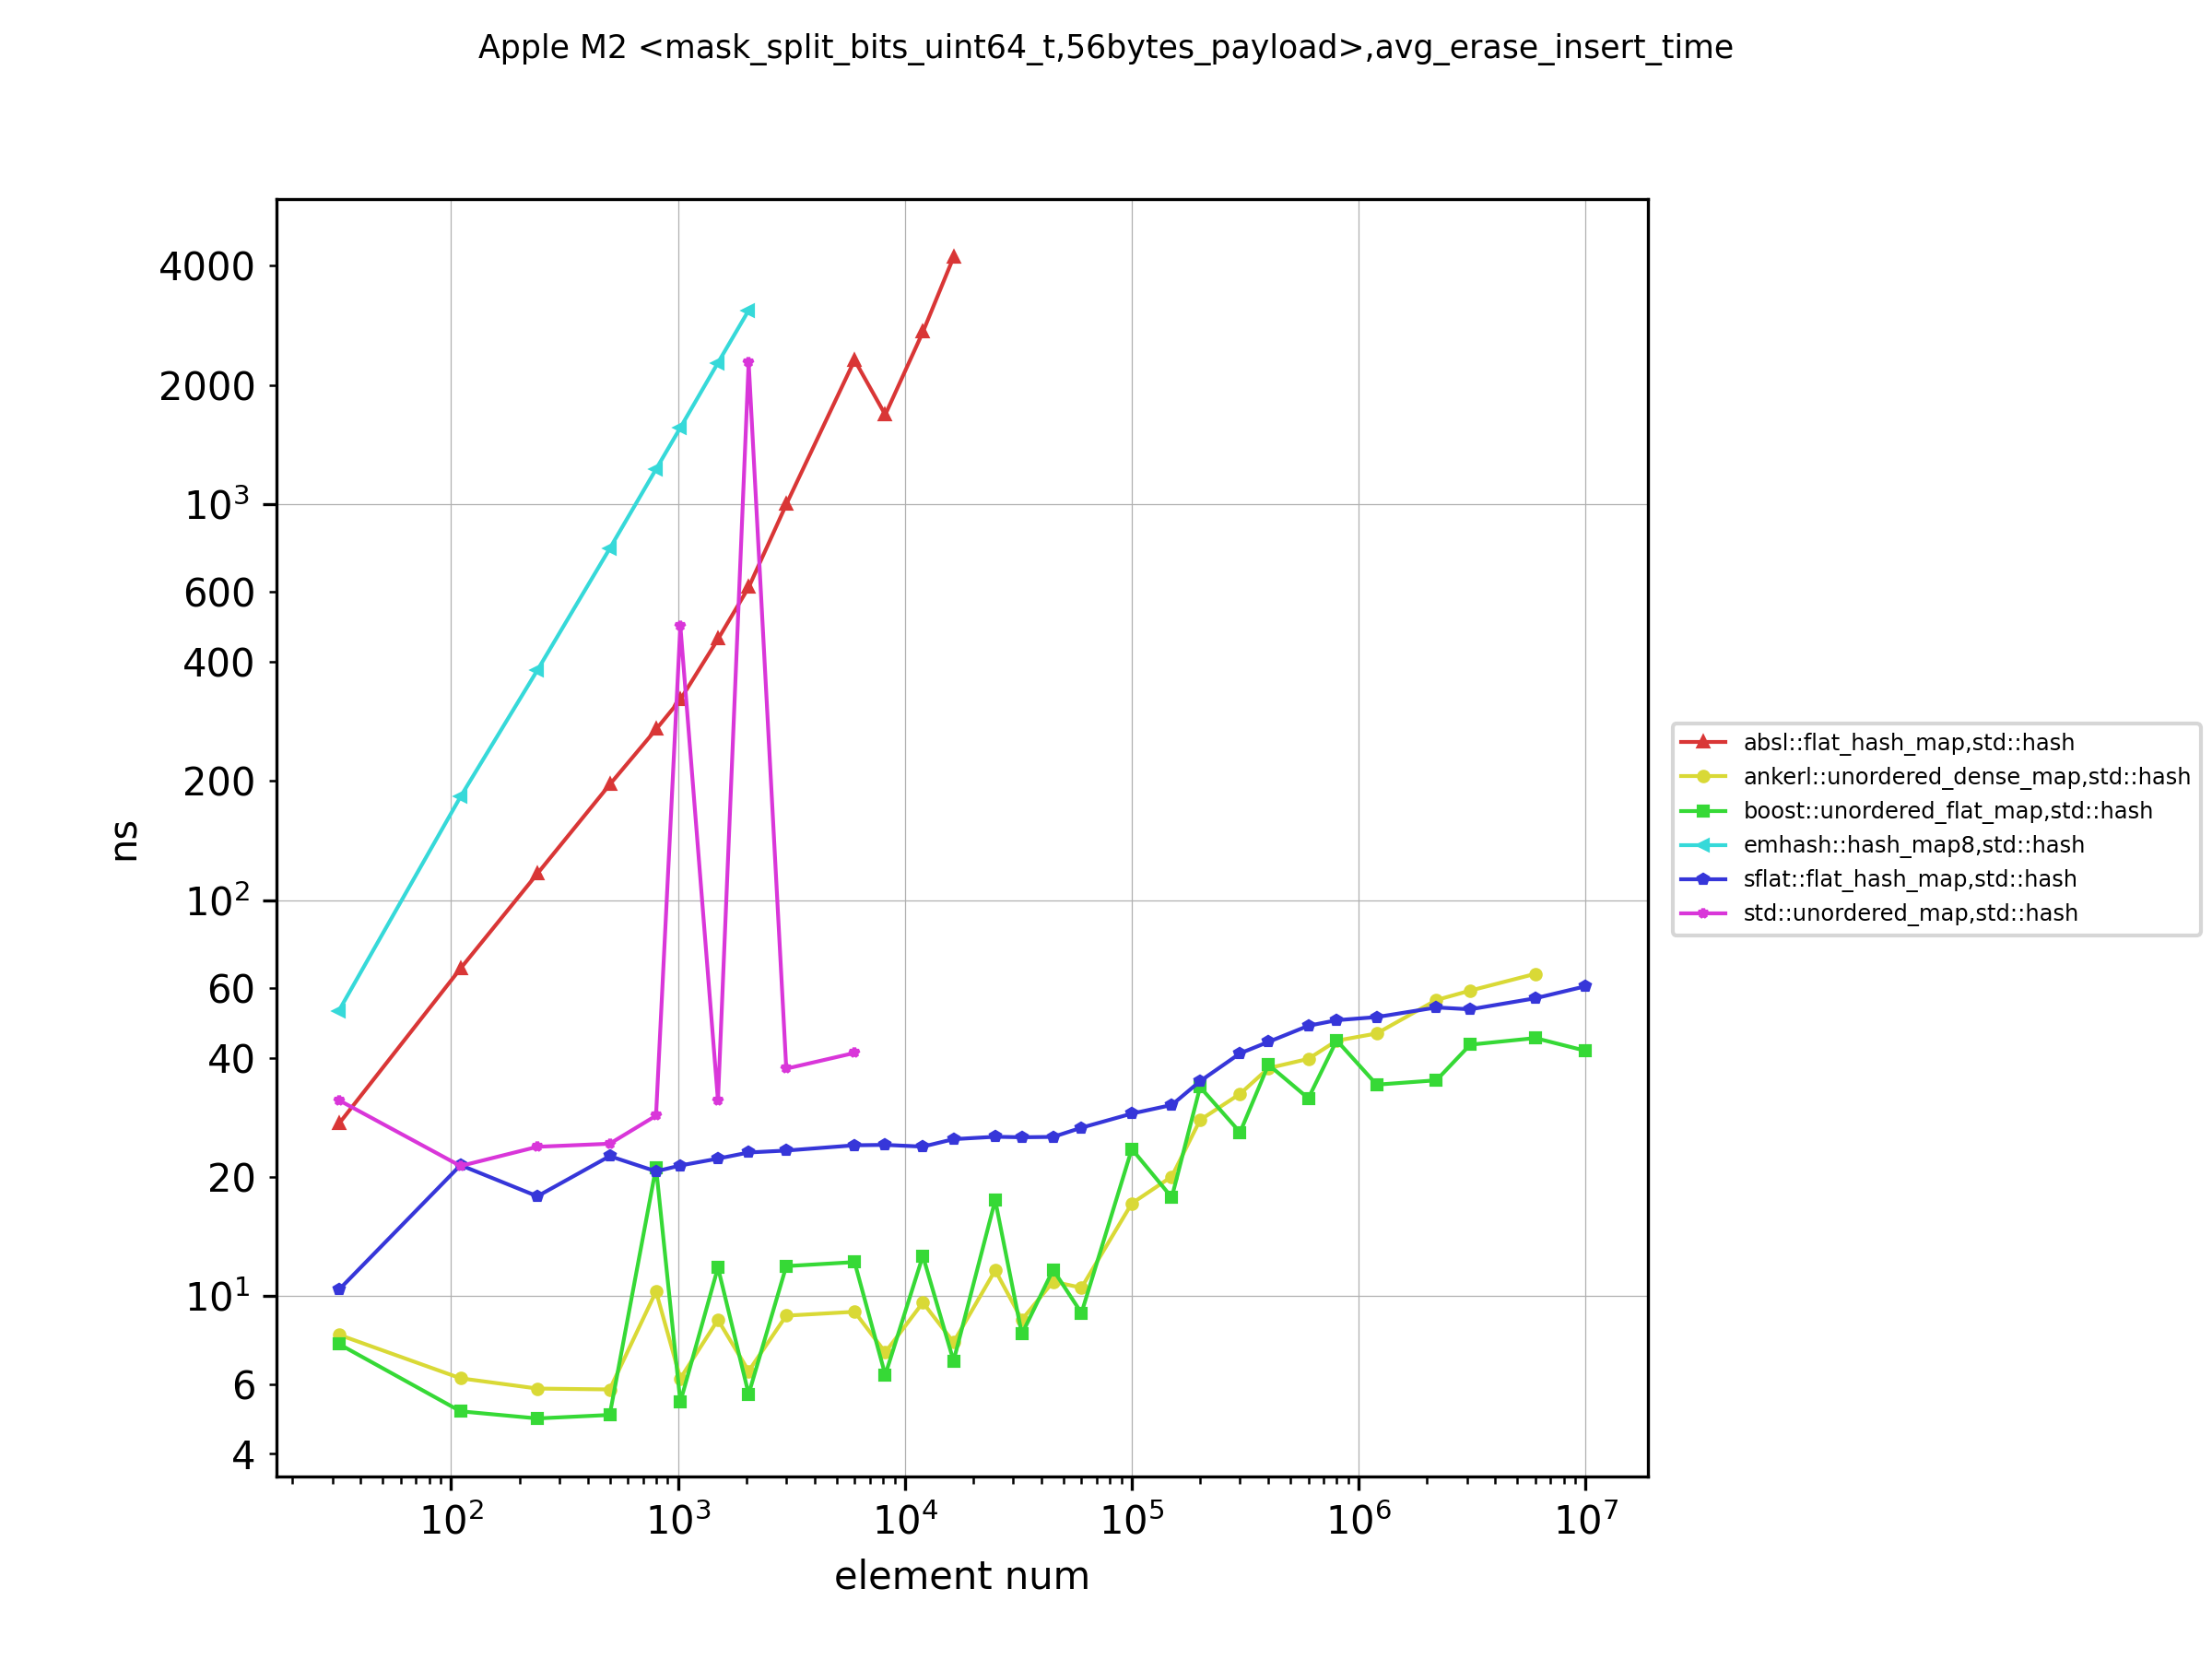 Apple M2 <mask_split_bits_uint64_t,56bytes_payload>,avg_erase_insert_time
ns
4000
2000
10³
600
400
200
10²
60
40
20
10¹
6
4
10² 10³ 10⁴ 10⁵ 10⁶ 10⁷
element num
absl::flat_hash_map,std::hash
ankerl::unordered_dense_map,std::hash
boost::unordered_flat_map,std::hash
emhash::hash_map8,std::hash
sflat::flat_hash_map,std::hash
std::unordered_map,std::hash